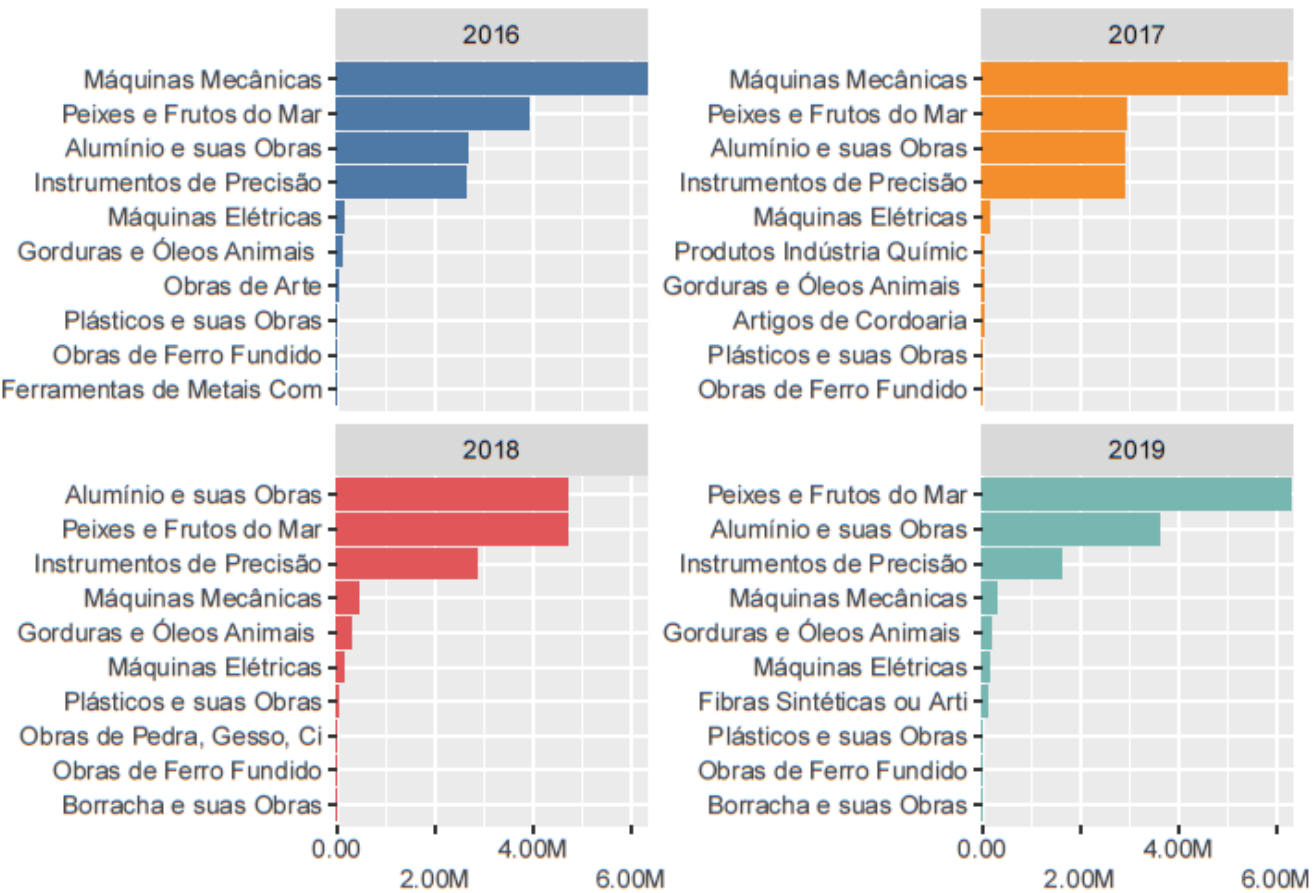 2016
Máquinas Mecânicas
Peixes e Frutos do Mar
Alumínio e suas Obras
Instrumentos de Precisão
Máquinas Elétricas
Gorduras e Óleos Animais
Obras de Arte
Plásticos e suas Obras
Obras de Ferro Fundido
Ferramentas de Metais Com
2017
Máquinas Mecânicas
Peixes e Frutos do Mar
Alumínio e suas Obras
Instrumentos de Precisão
Máquinas Elétricas
Produtos Indústria Químic
Gorduras e Óleos Animais
Artigos de Cordoaria
Plásticos e suas Obras
Obras de Ferro Fundido
2018
Alumínio e suas Obras
Peixes e Frutos do Mar
Instrumentos de Precisão
Máquinas Mecânicas
Gorduras e Óleos Animais
Máquinas Elétricas
Plásticos e suas Obras
Obras de Pedra, Gesso, Ci
Obras de Ferro Fundido
Borracha e suas Obras
0.00 4.00M
2.00M 6.00M
2019
Peixes e Frutos do Mar
Alumínio e suas Obras
Instrumentos de Precisão
Máquinas Mecânicas
Gorduras e Óleos Animais
Máquinas Elétricas
Fibras Sintéticas ou Arti
Plásticos e suas Obras
Obras de Ferro Fundido
Borracha e suas Obras
0.00 4.00M
2.00M 6.00M